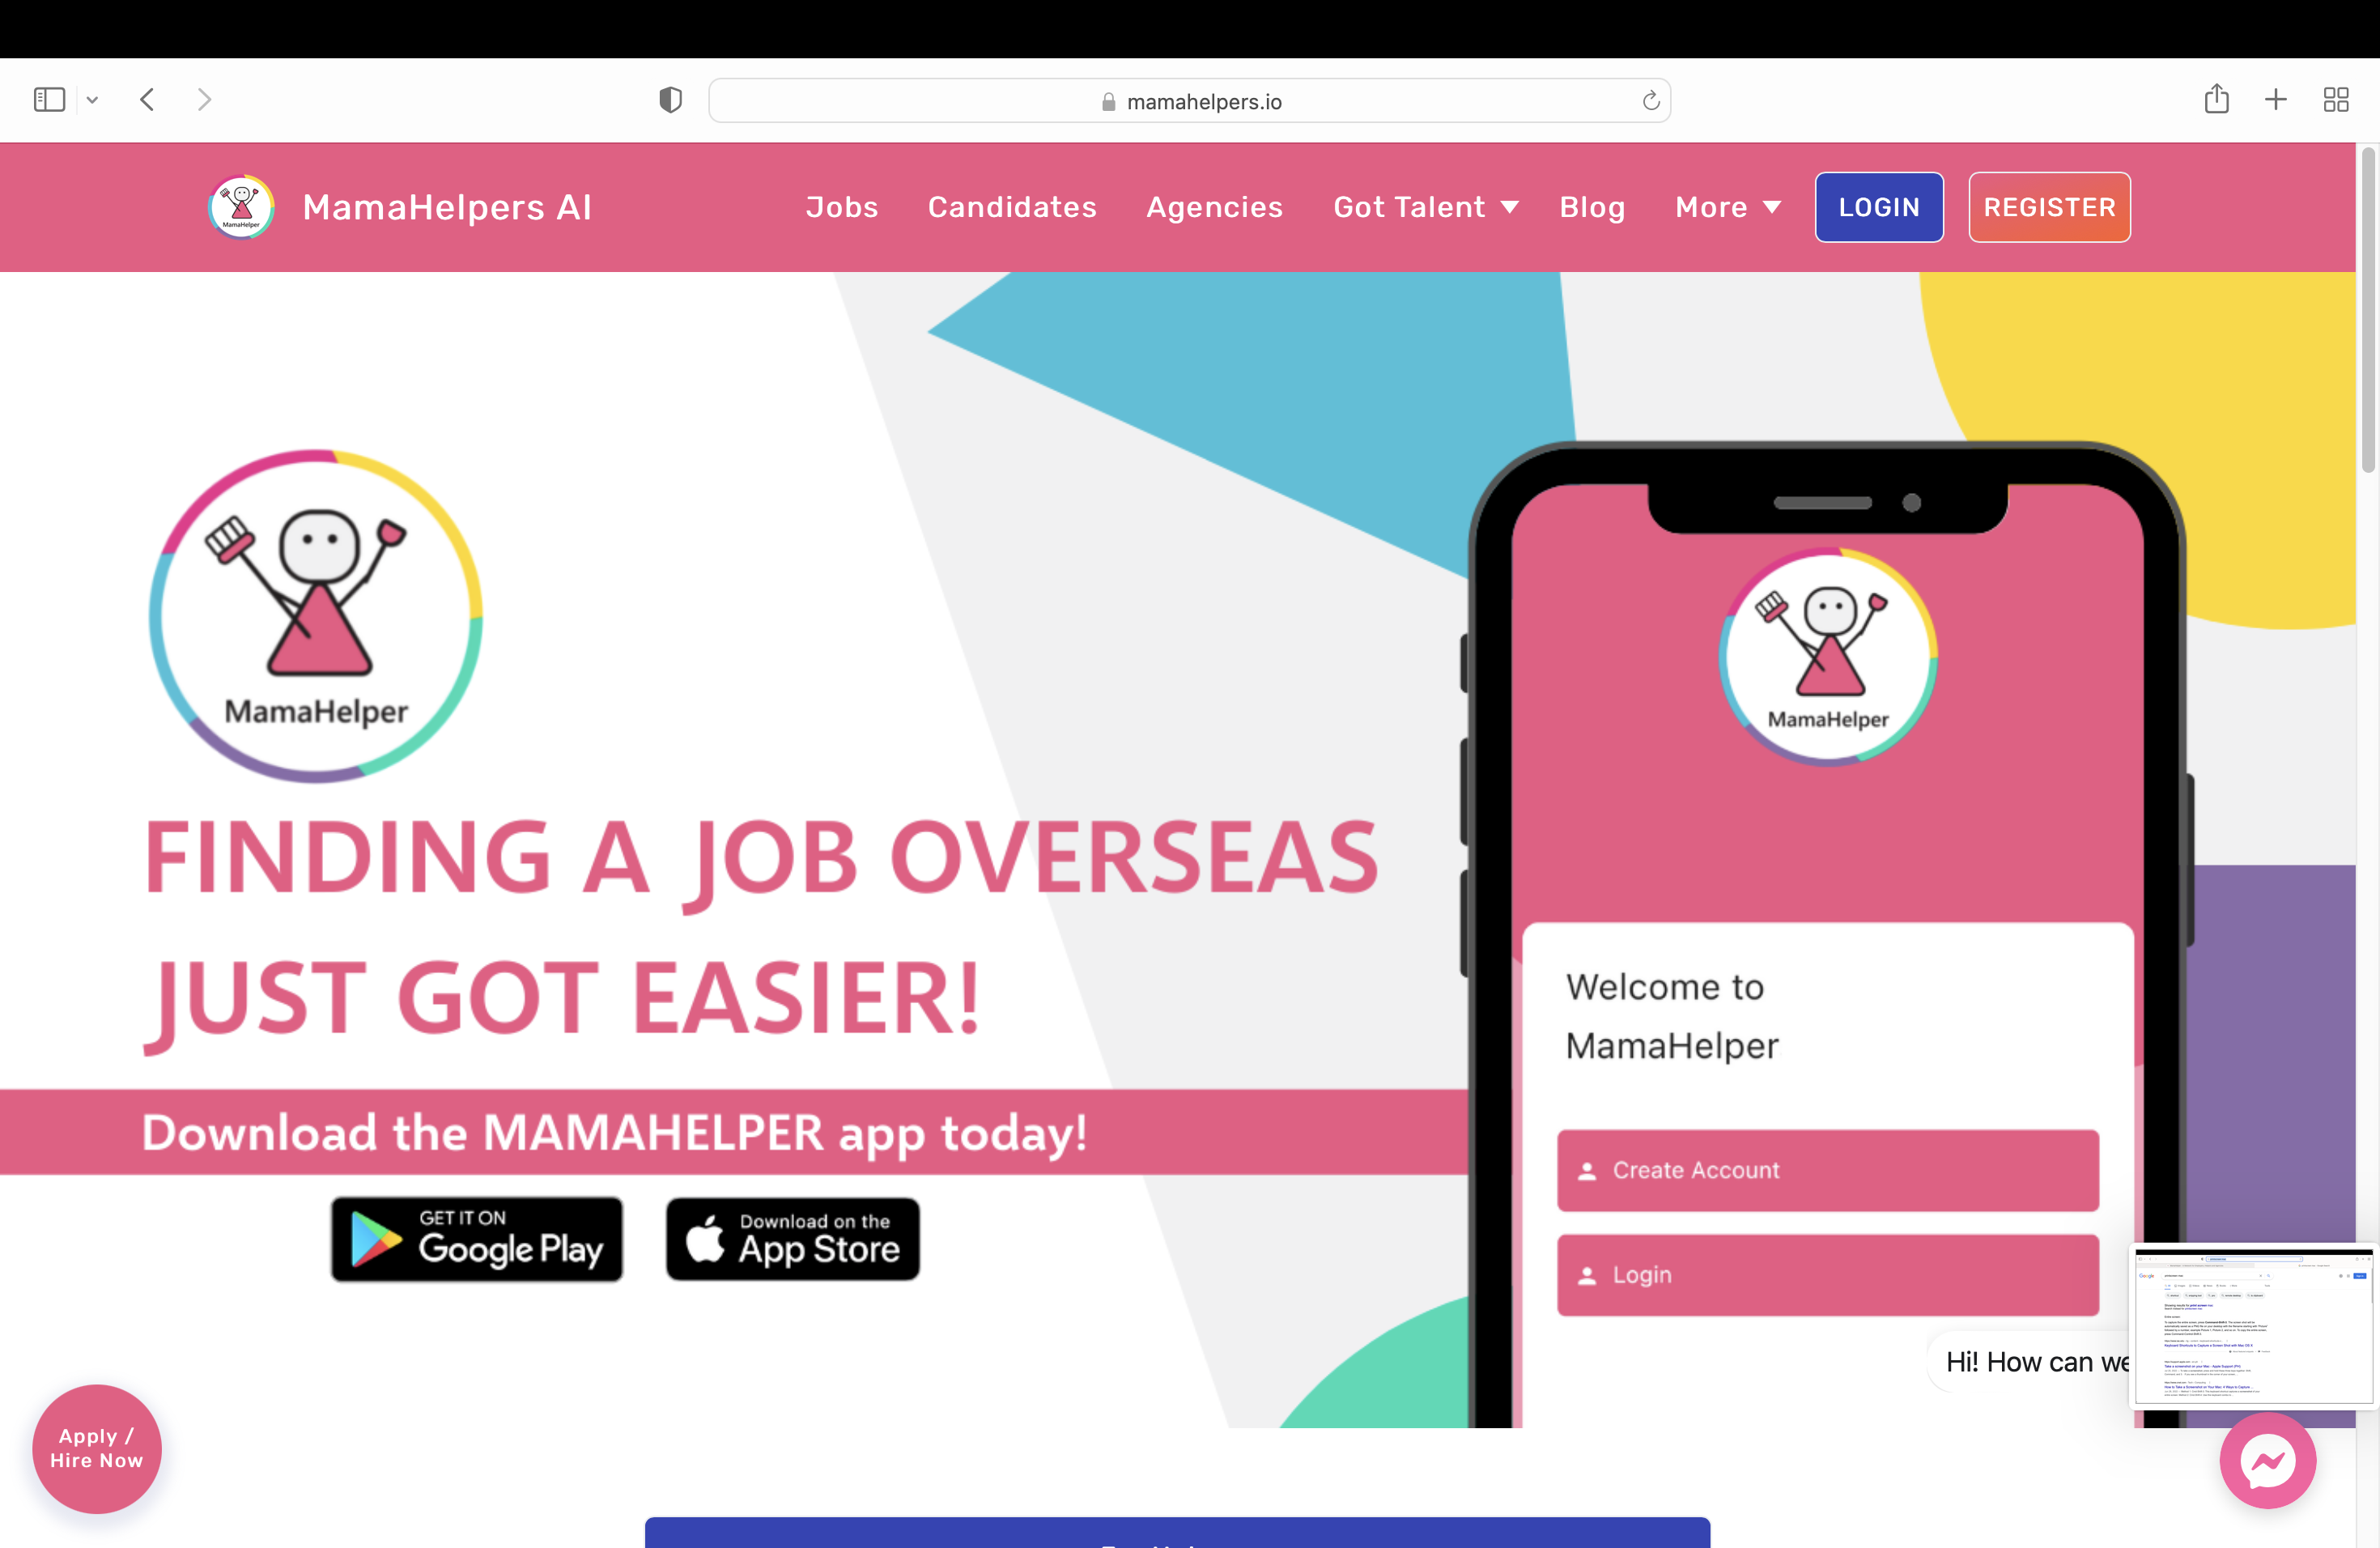 mamahelpers.io
MamaHelper
MamaHelpers AI
Jobs
Candidates
Agencies
Got Talent
Blog
More
LOGIN
REGISTER
MamaHelper
FINDING A JOB OVERSEAS
JUST GOT EASIER!
Download the MAMAHELPER app today!
GET IT ON
Google Play
Download on the
App Store
MamaHelper
Welcome to
MamaHelper
Create Account
Login
Hi! How can we
Apply /
Hire Now